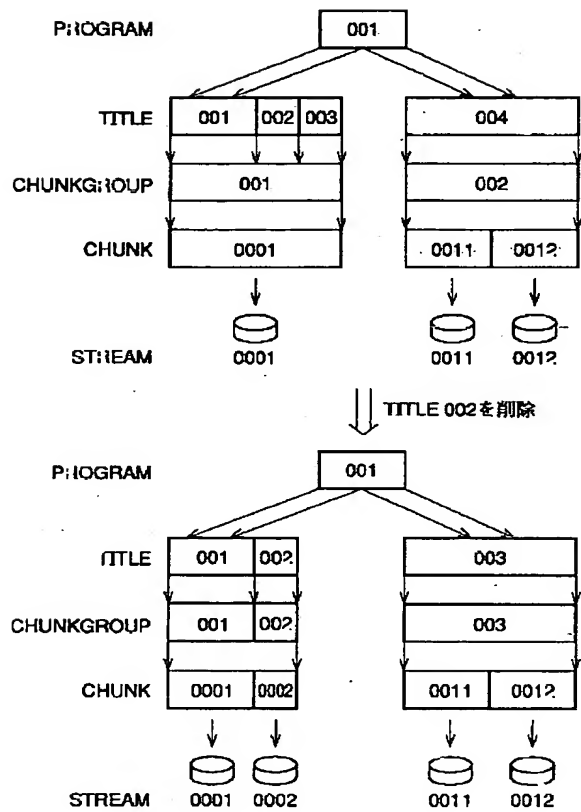 PROGRAM 001
TITLE 001 002 003 004
CHUNKGROUP 001 002
CHUNK 0001 0011 0012
STREAM 0001 0011 0012
TITLE 002を削除
PROGRAM 001
TITLE 001 002 003
CHUNKGROUP 001 002 003
CHUNK 0001 0002 0011 0012
STREAM 0001 0002 0011 0012